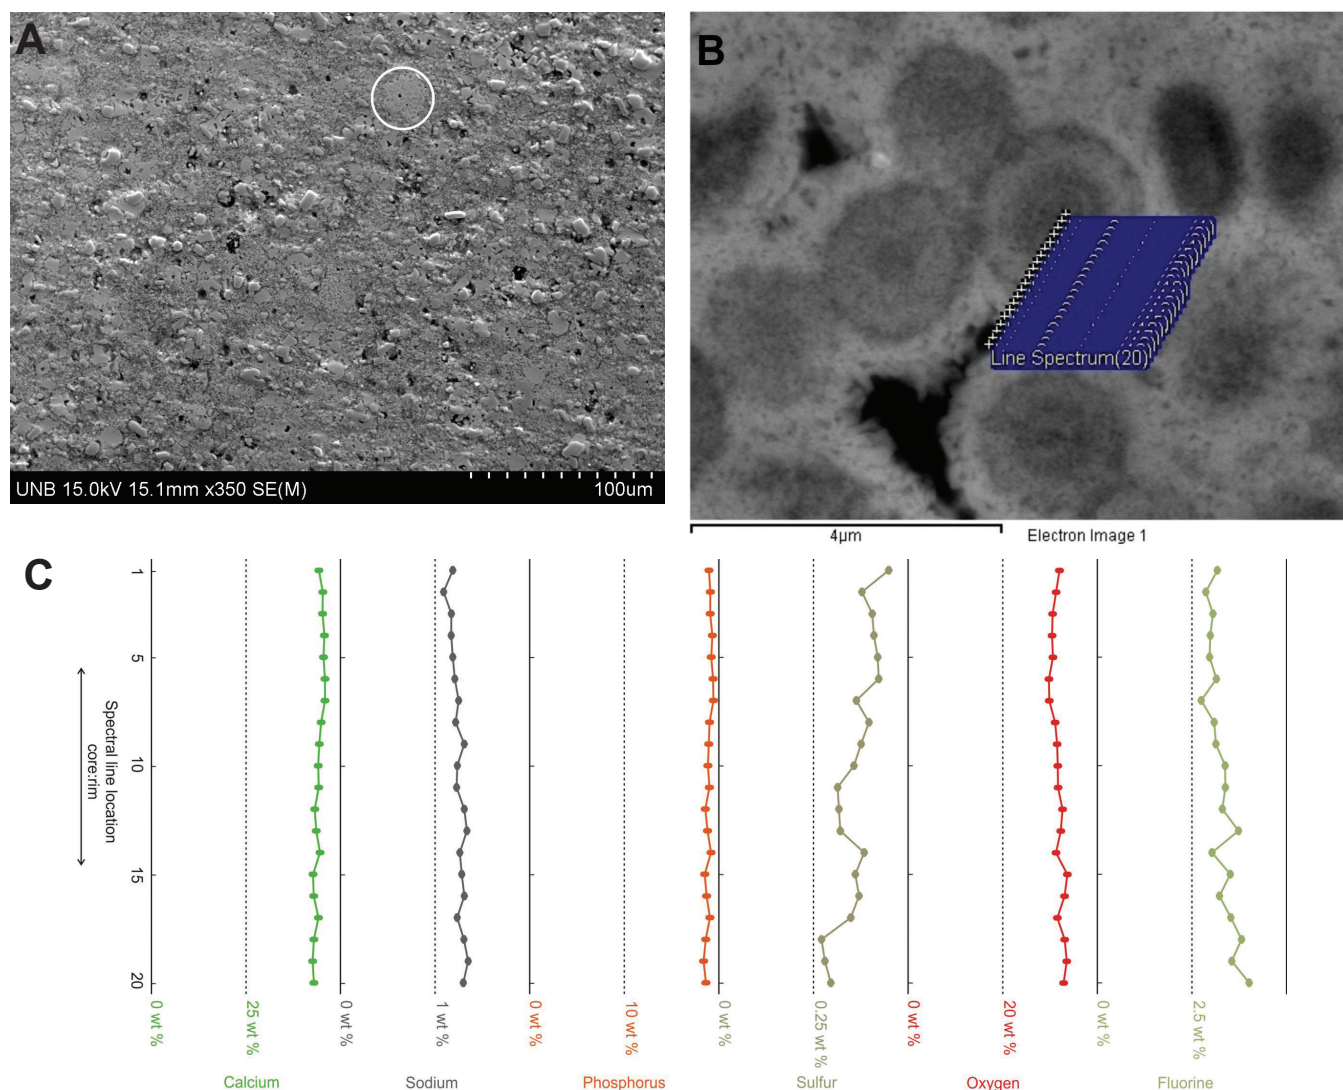 A
B
UNB 15.0kV 15.1mm x350 SE(M)
100um
Line Spectrum(20)
4µm
Electron Image 1
C
1
5
10
15
20
Spectral line location
core:rim
0 wt %
25 wt %
0 wt %
1 wt %
0 wt %
10 wt %
0 wt %
0.25 wt %
0 wt %
20 wt %
0 wt %
2.5 wt %
Calcium
Sodium
Phosphorus
Sulfur
Oxygen
Fluorine